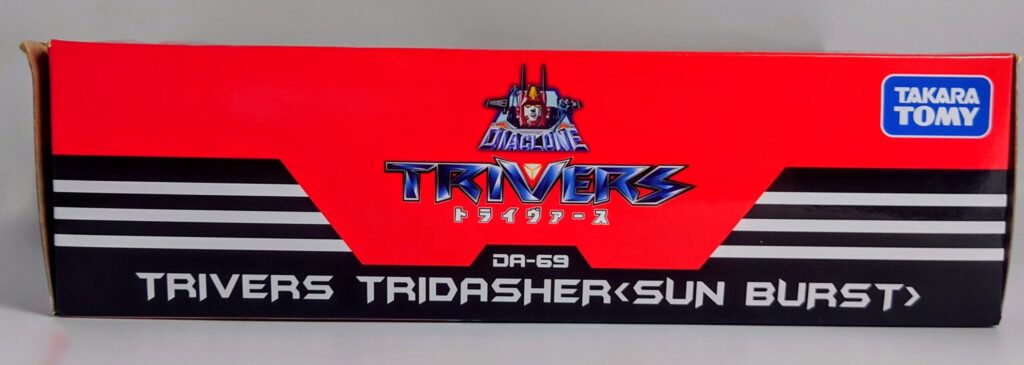 DIACLONE
TAKARA
TOMY
TRIVERS
トライヴァース
DA-69
TRIVERS TRIDASHER<SUN BURST>